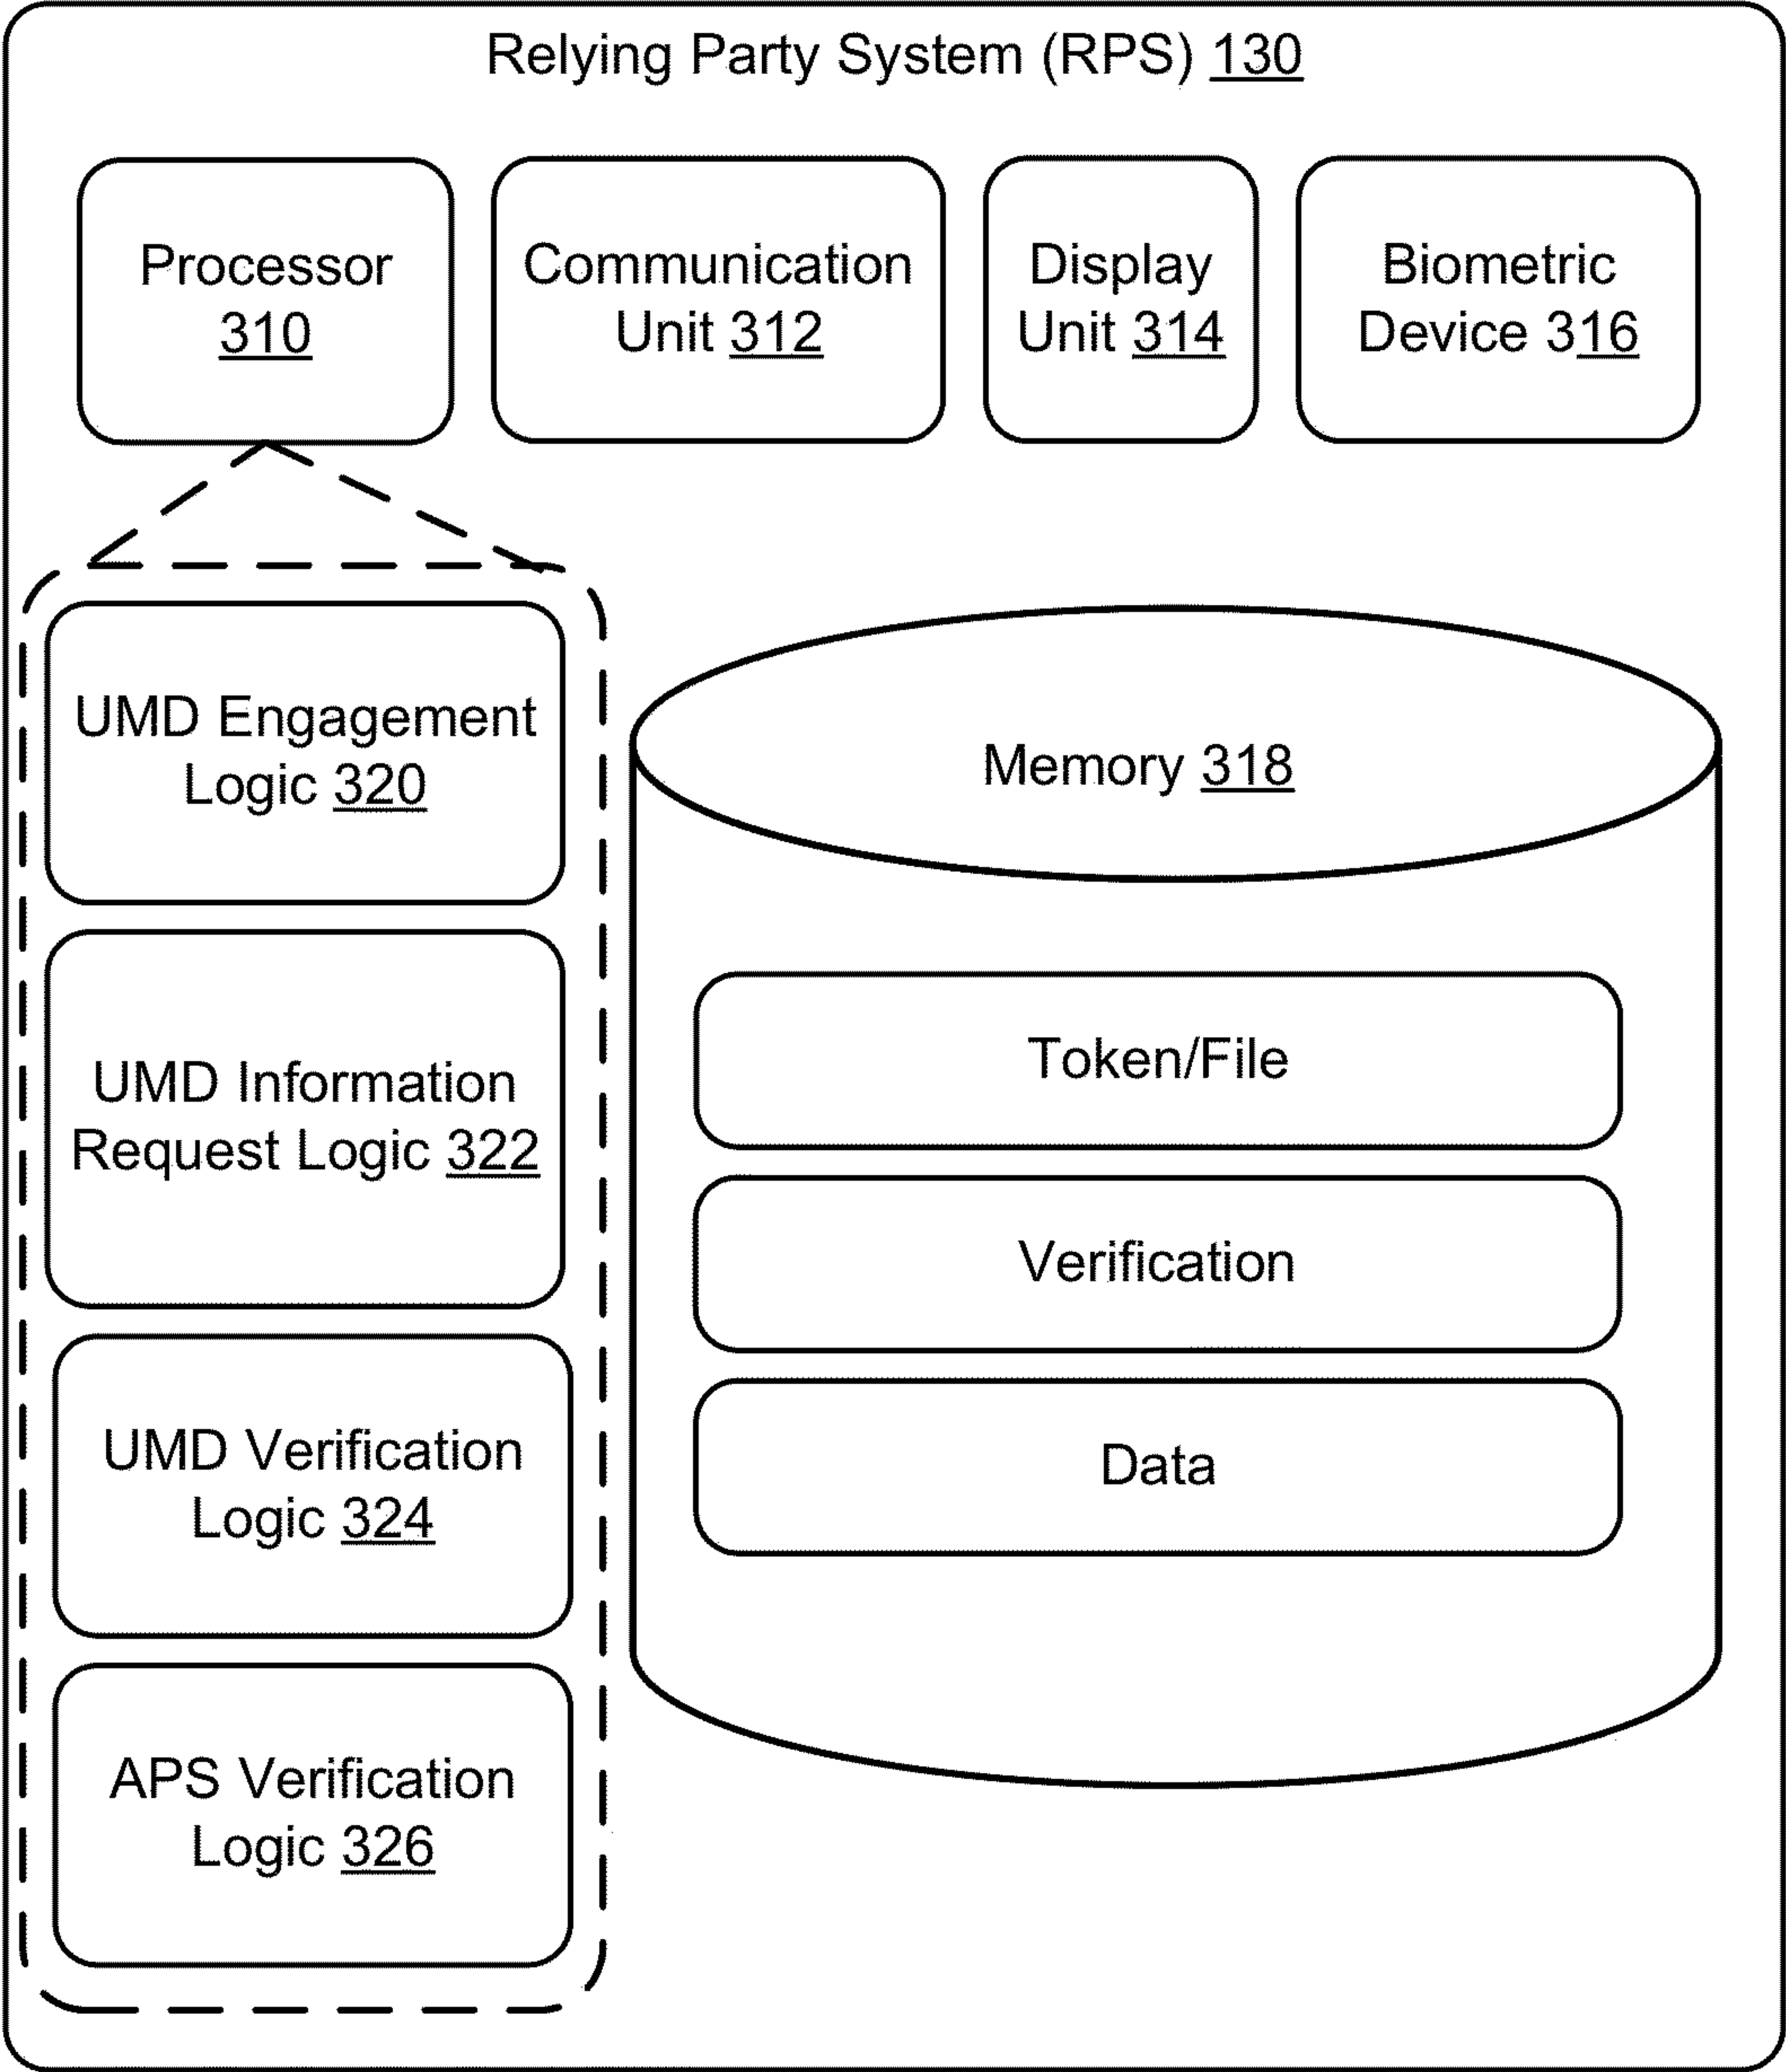 Relying Party System (RPS) 130
Processor
310
Communication
Unit 312
Display
Unit 314
Biometric
Device 316
UMD Engagement
Logic 320
UMD Information
Request Logic 322
UMD Verification
Logic 324
APS Verification
Logic 326
Memory 318
Token/File
Verification
Data